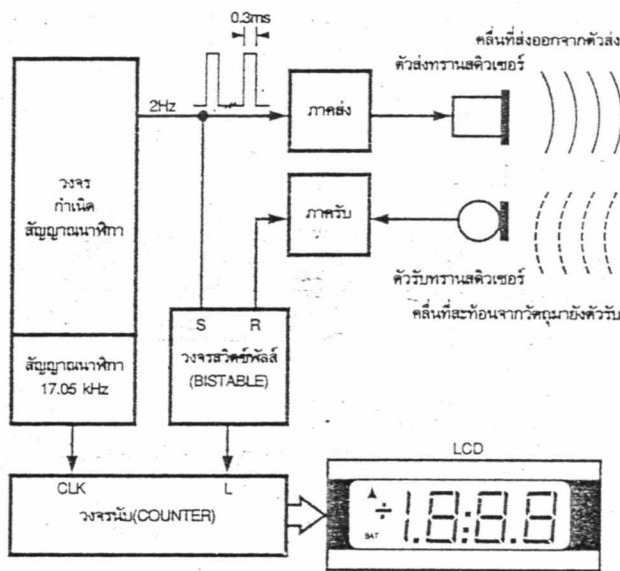 0.3ms
คลื่นที่ส่งออกจากตัวส่ง
ตัวส่งทรานสดิวเซอร์
2Hz
ภาคส่ง
วงจร
กำเนิด
สัญญาณนาฬิกา
ภาครับ
ตัวรับทรานสดิวเซอร์
คลื่นที่สะท้อนจากวัตถุมายังตัวรับ
S R
วงจรสวิตช์พัลส์
(BISTABLE)
สัญญาณนาฬิกา
17.05 kHz
LCD
CLK L
วงจรนับ(COUNTER)
BAT
÷1.8:8.8